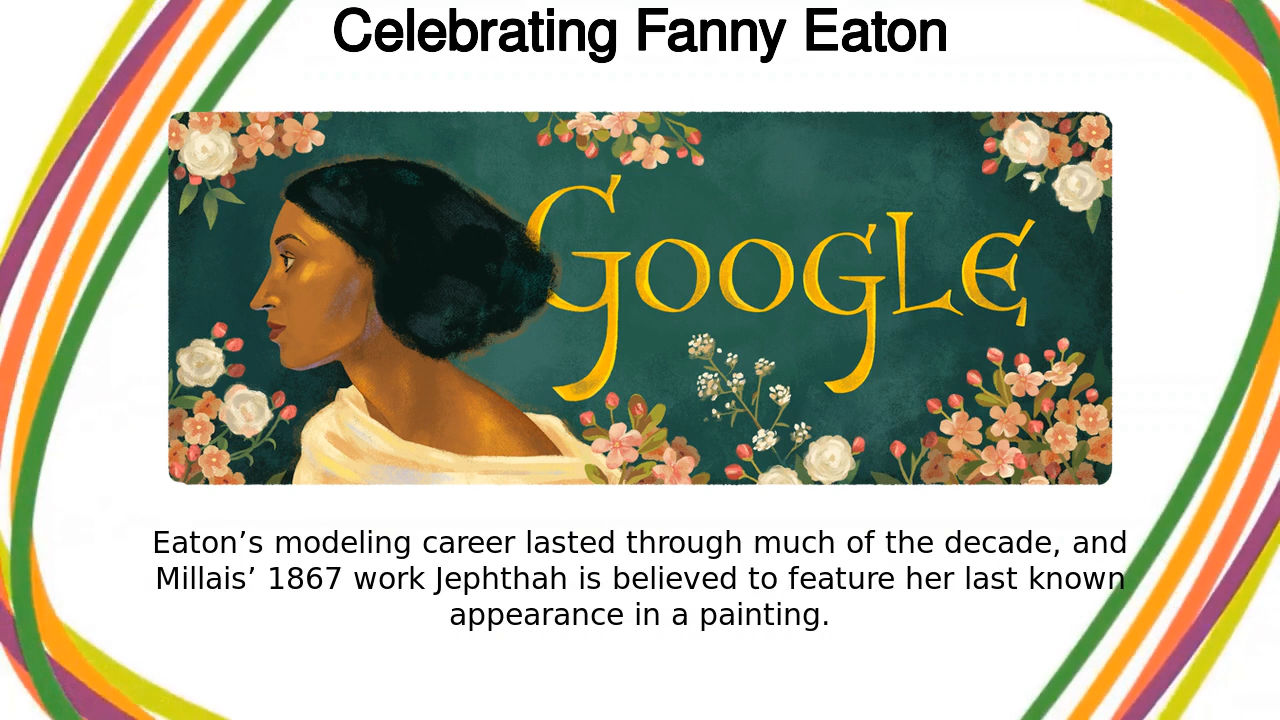 Celebrating Fanny Eaton
GOOGLE
Eaton’s modeling career lasted through much of the decade, and
Millais’ 1867 work Jephthah is believed to feature her last known
appearance in a painting.